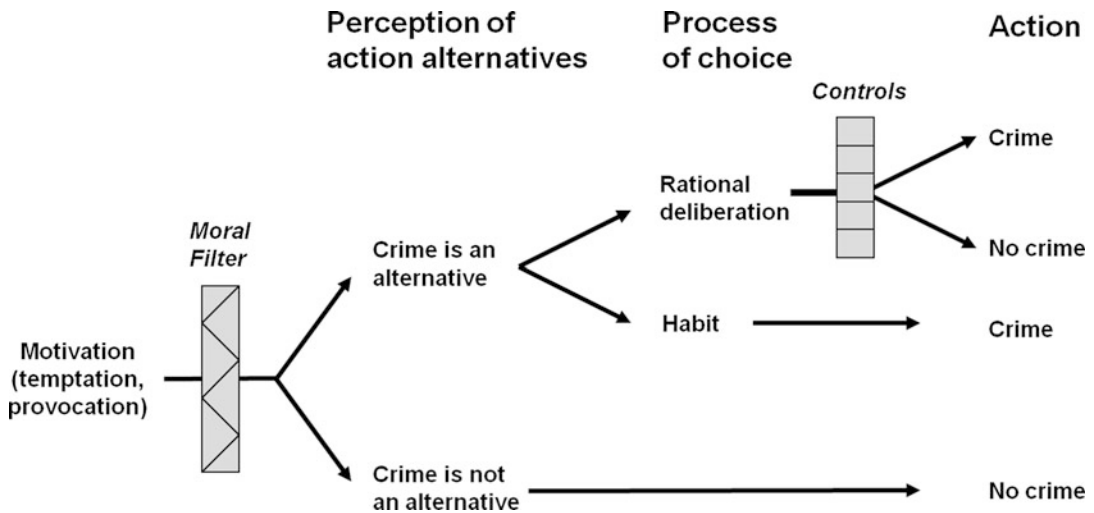 Perception of
action alternatives
Process
of choice
Action
Controls
Crime
Rational
deliberation
No crime
Moral
Filter
Crime is an
alternative
Habit
Crime
Motivation
(temptation,
provocation)
Crime is not
an alternative
No crime